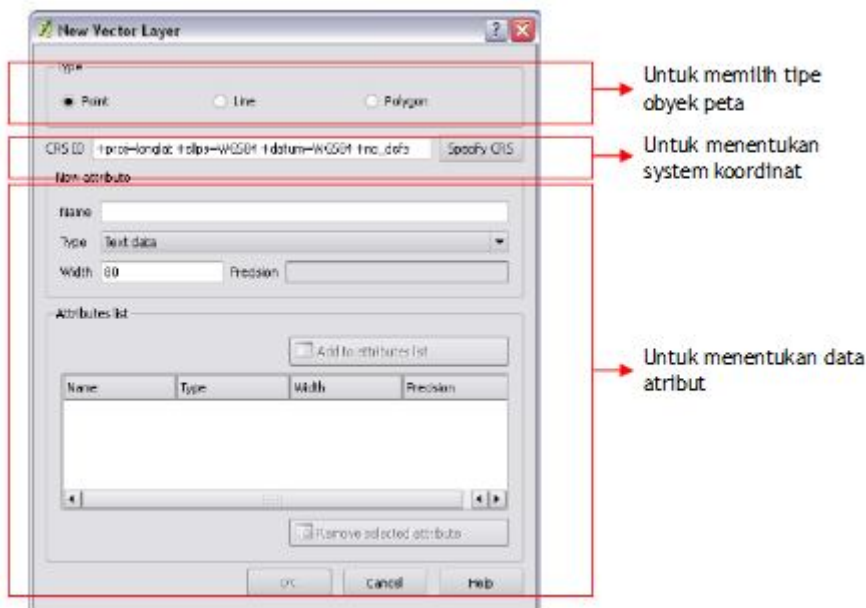 New Vector Layer
Type
Point
Line
Polygon
Untuk memilih tipe
obyek peta
CRS ID +proj=longlat +ellps=WGS84 +datum=WGS84 +no_defs Specify CRS
Untuk menentukan
system koordinat
New attribute
Name
Type Text data
Width 80 Precision
Attributes list
Add to attributes list
Untuk menentukan data
atribut
Name Type Width Precision
Remove selected attribute
OK Cancel Help